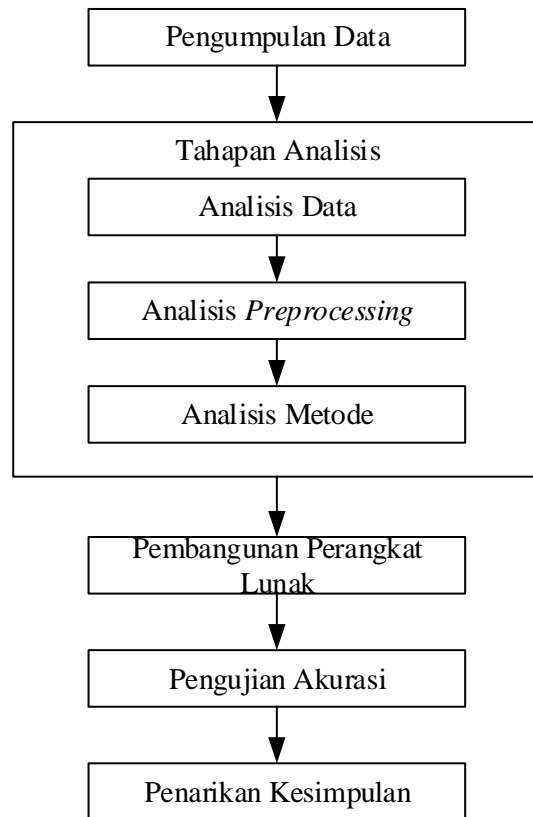 Pengumpulan Data
Tahapan Analisis
Analisis Data
Analisis Preprocessing
Analisis Metode
Pembangunan Perangkat
Lunak
Pengujian Akurasi
Penarikan Kesimpulan